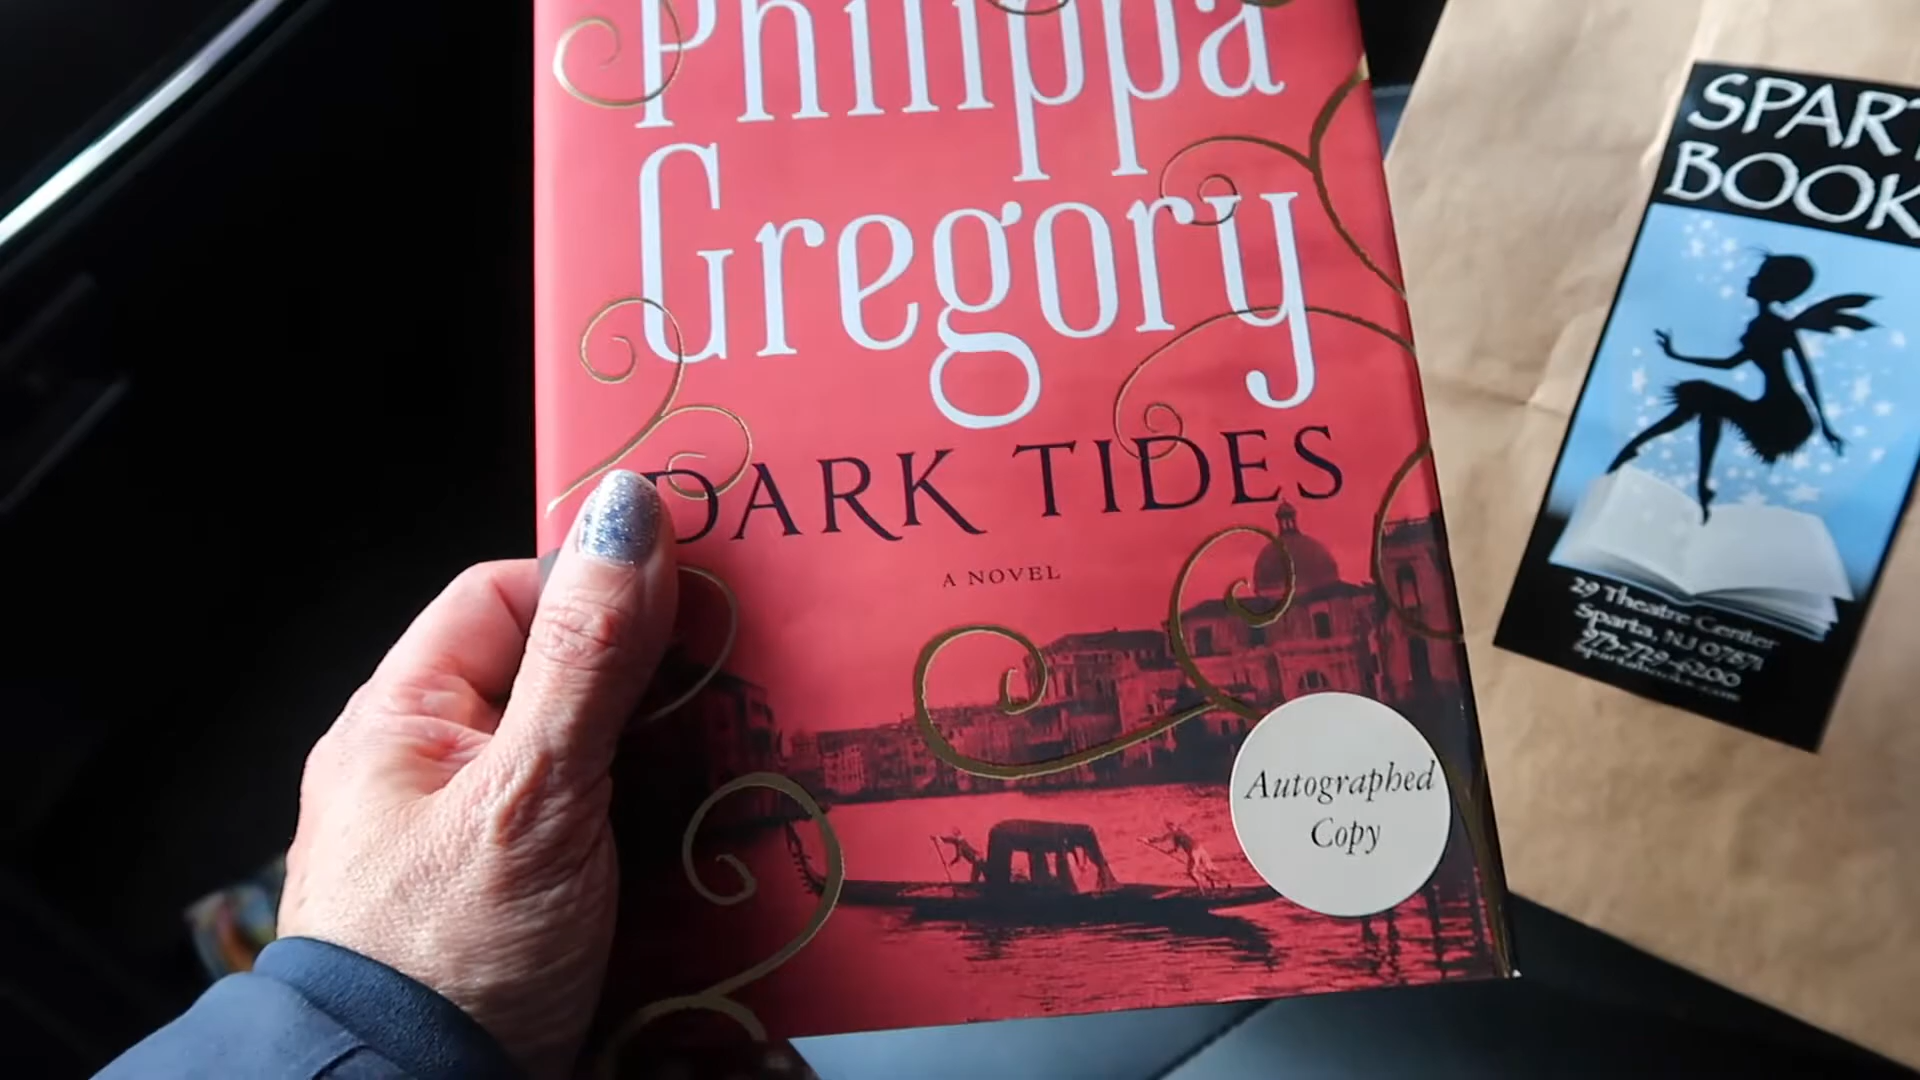 Philippa
Gregory
DARK TIDES
A NOVEL
Autographed
Copy
SPART
BOOK
29 Theatre Center
Sparta, NJ 07871
973-729-6200